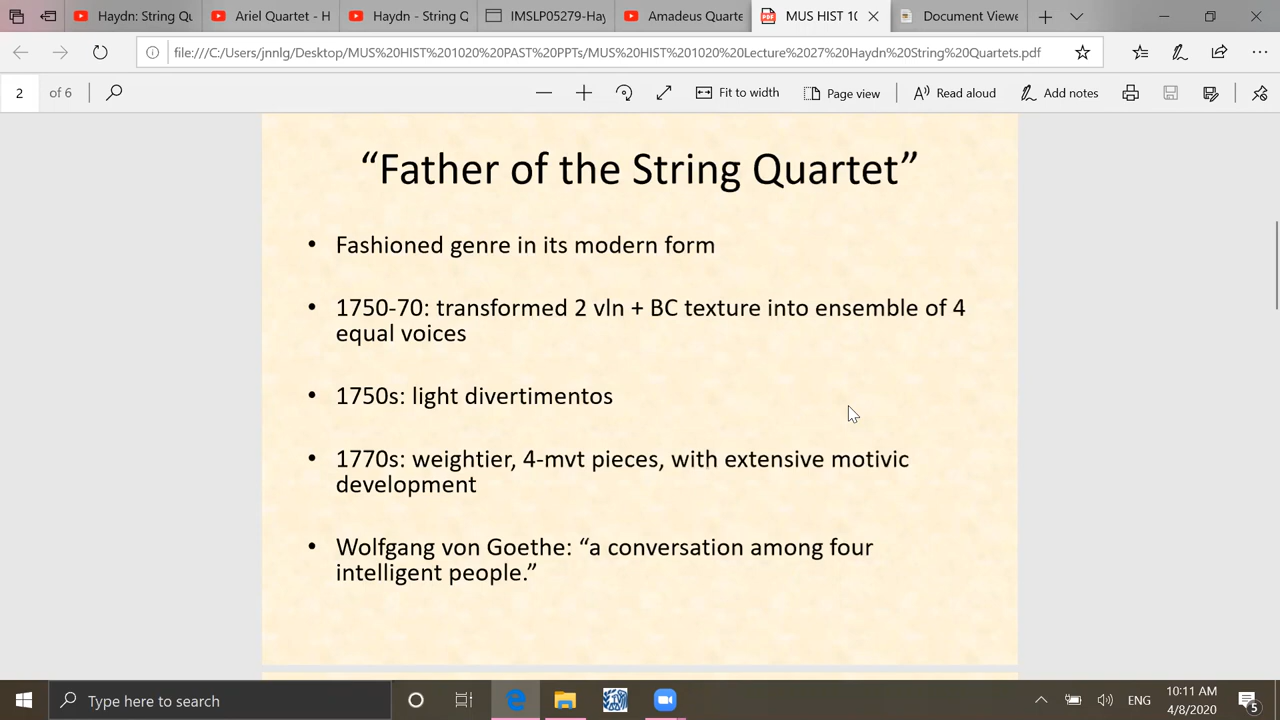 Haydn: String Qu
Ariel Quartet - H
Haydn - String Q
IMSLP05279-Hay
Amadeus Quarte
MUS HIST 10
Document Viewe
file:///C:/Users/jnnlg/Desktop/MUS%20HIST%201020%20PAST%20PPTs/MUS%20HIST%201020%20Lecture%2027%20Haydn%20String%20Quartets.pdf
2 of 6
Fit to width
Page view
Read aloud
Add notes
“Father of the String Quartet”
• Fashioned genre in its modern form
• 1750-70: transformed 2 vln + BC texture into ensemble of 4
equal voices
• 1750s: light divertimentos
• 1770s: weightier, 4-mvt pieces, with extensive motivic
development
• Wolfgang von Goethe: “a conversation among four
intelligent people.”
Type here to search
ENG
10:11 AM
4/8/2020
5